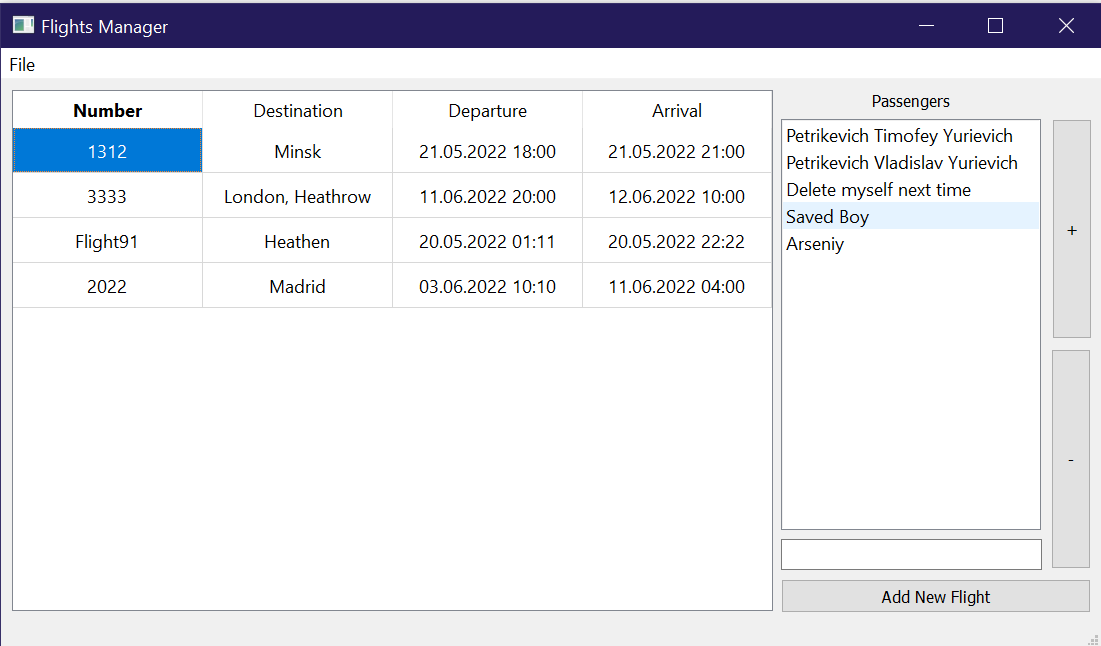 Flights Manager
File
Number Destination Departure Arrival
1312 Minsk 21.05.2022 18:00 21.05.2022 21:00
3333 London, Heathrow 11.06.2022 20:00 12.06.2022 10:00
Flight91 Heathen 20.05.2022 01:11 20.05.2022 22:22
2022 Madrid 03.06.2022 10:10 11.06.2022 04:00
Passengers
Petrikevich Timofey Yurievich
Petrikevich Vladislav Yurievich
Delete myself next time
Saved Boy
Arseniy
+
-
Add New Flight